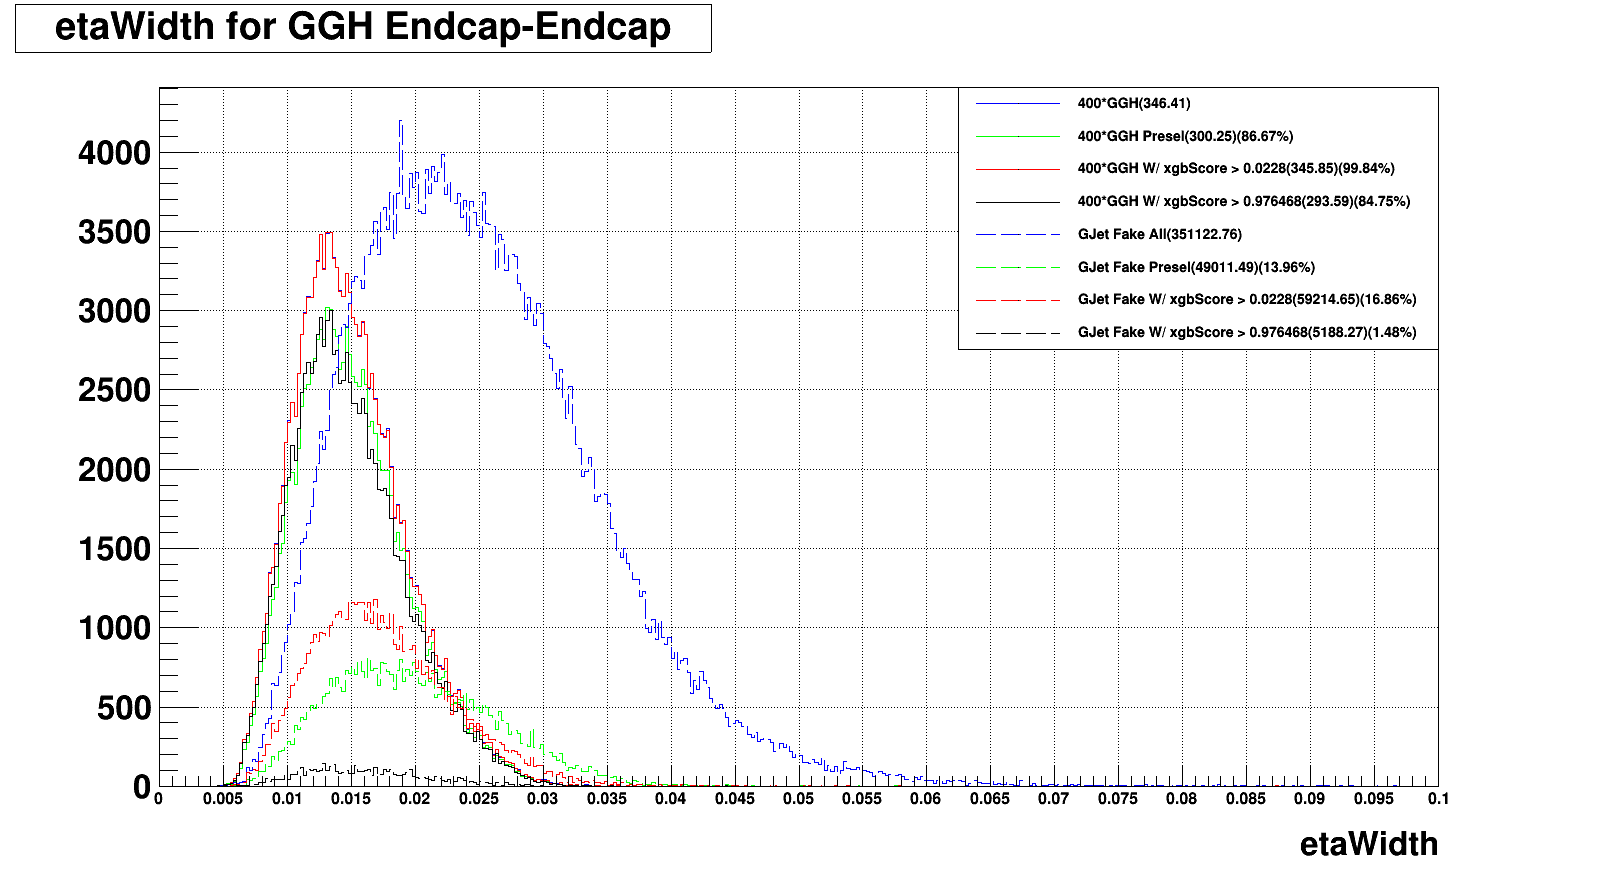 etaWidth for GGH Endcap-Endcap
400*GGH(346.41)
400*GGH Presel(300.25)(86.67%)
400*GGH W/ xgbScore > 0.0228(345.85)(99.84%)
400*GGH W/ xgbScore > 0.976468(293.59)(84.75%)
GJet Fake All(351122.76)
GJet Fake Presel(49011.49)(13.96%)
GJet Fake W/ xgbScore > 0.0228(59214.65)(16.86%)
GJet Fake W/ xgbScore > 0.976468(5188.27)(1.48%)
4000
3500
3000
2500
2000
1500
1000
500
0
0 0.005 0.01 0.015 0.02 0.025 0.03 0.035 0.04 0.045 0.05 0.055 0.06 0.065 0.07 0.075 0.08 0.085 0.09 0.095 0.1
etaWidth